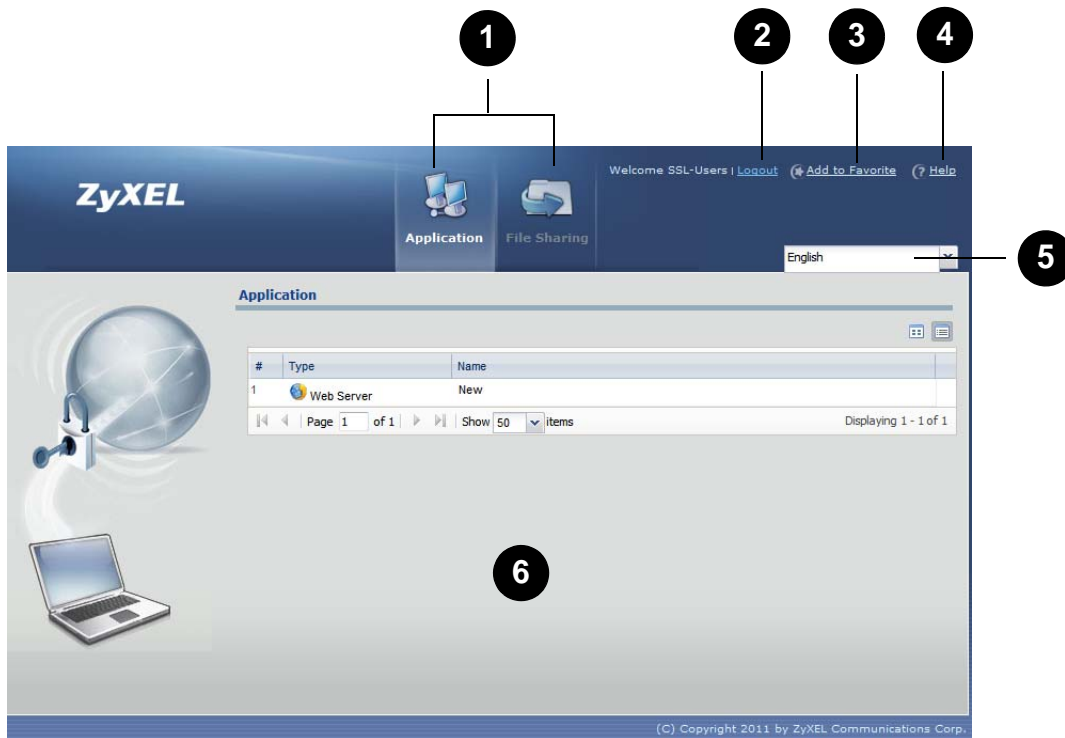 1
2
3
4
ZyXEL
Welcome SSL-Users | Logout Add to Favorite ? Help
Application File Sharing
English
5
Application
# Type Name
1 Web Server New
Page 1 of 1 Show 50 items Displaying 1 - 1 of 1
6
(C) Copyright 2011 by ZyXEL Communications Corp.